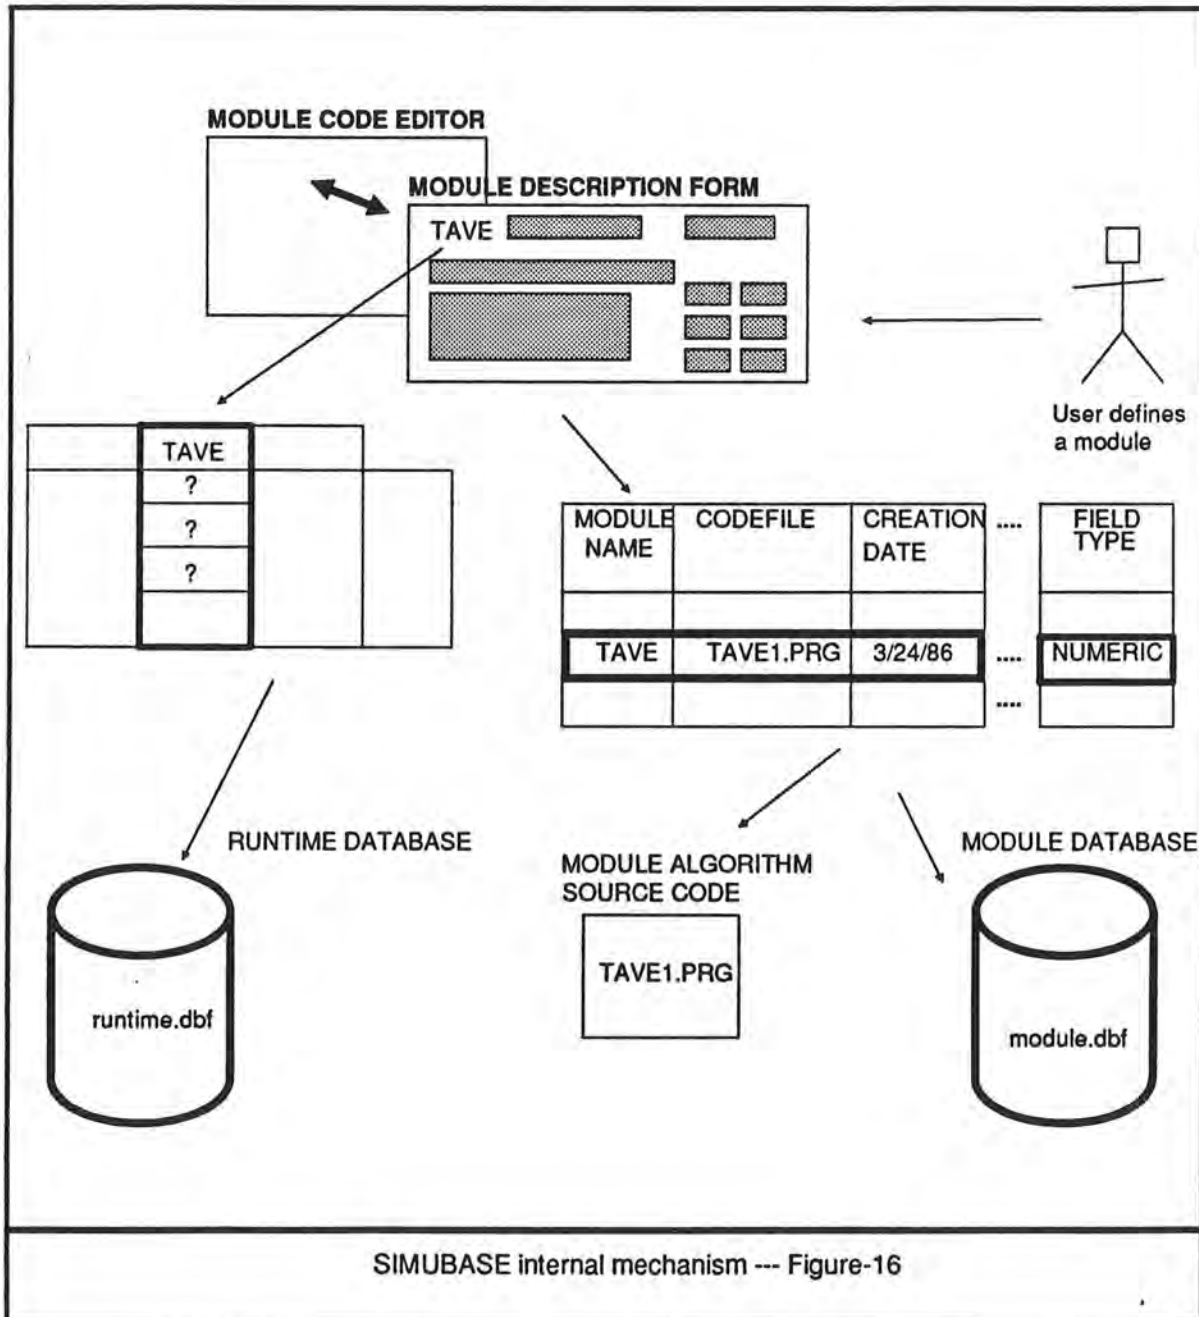 MODULE CODE EDITOR
MODULE DESCRIPTION FORM
TAVE
User defines
a module
TAVE
?
?
?
MODULE NAME
CODEFILE
CREATION DATE
....
FIELD TYPE
TAVE
TAVE1.PRG
3/24/86
....
NUMERIC
....
RUNTIME DATABASE
MODULE ALGORITHM
SOURCE CODE
MODULE DATABASE
TAVE1.PRG
runtime.dbf
module.dbf
SIMUBASE internal mechanism --- Figure-16